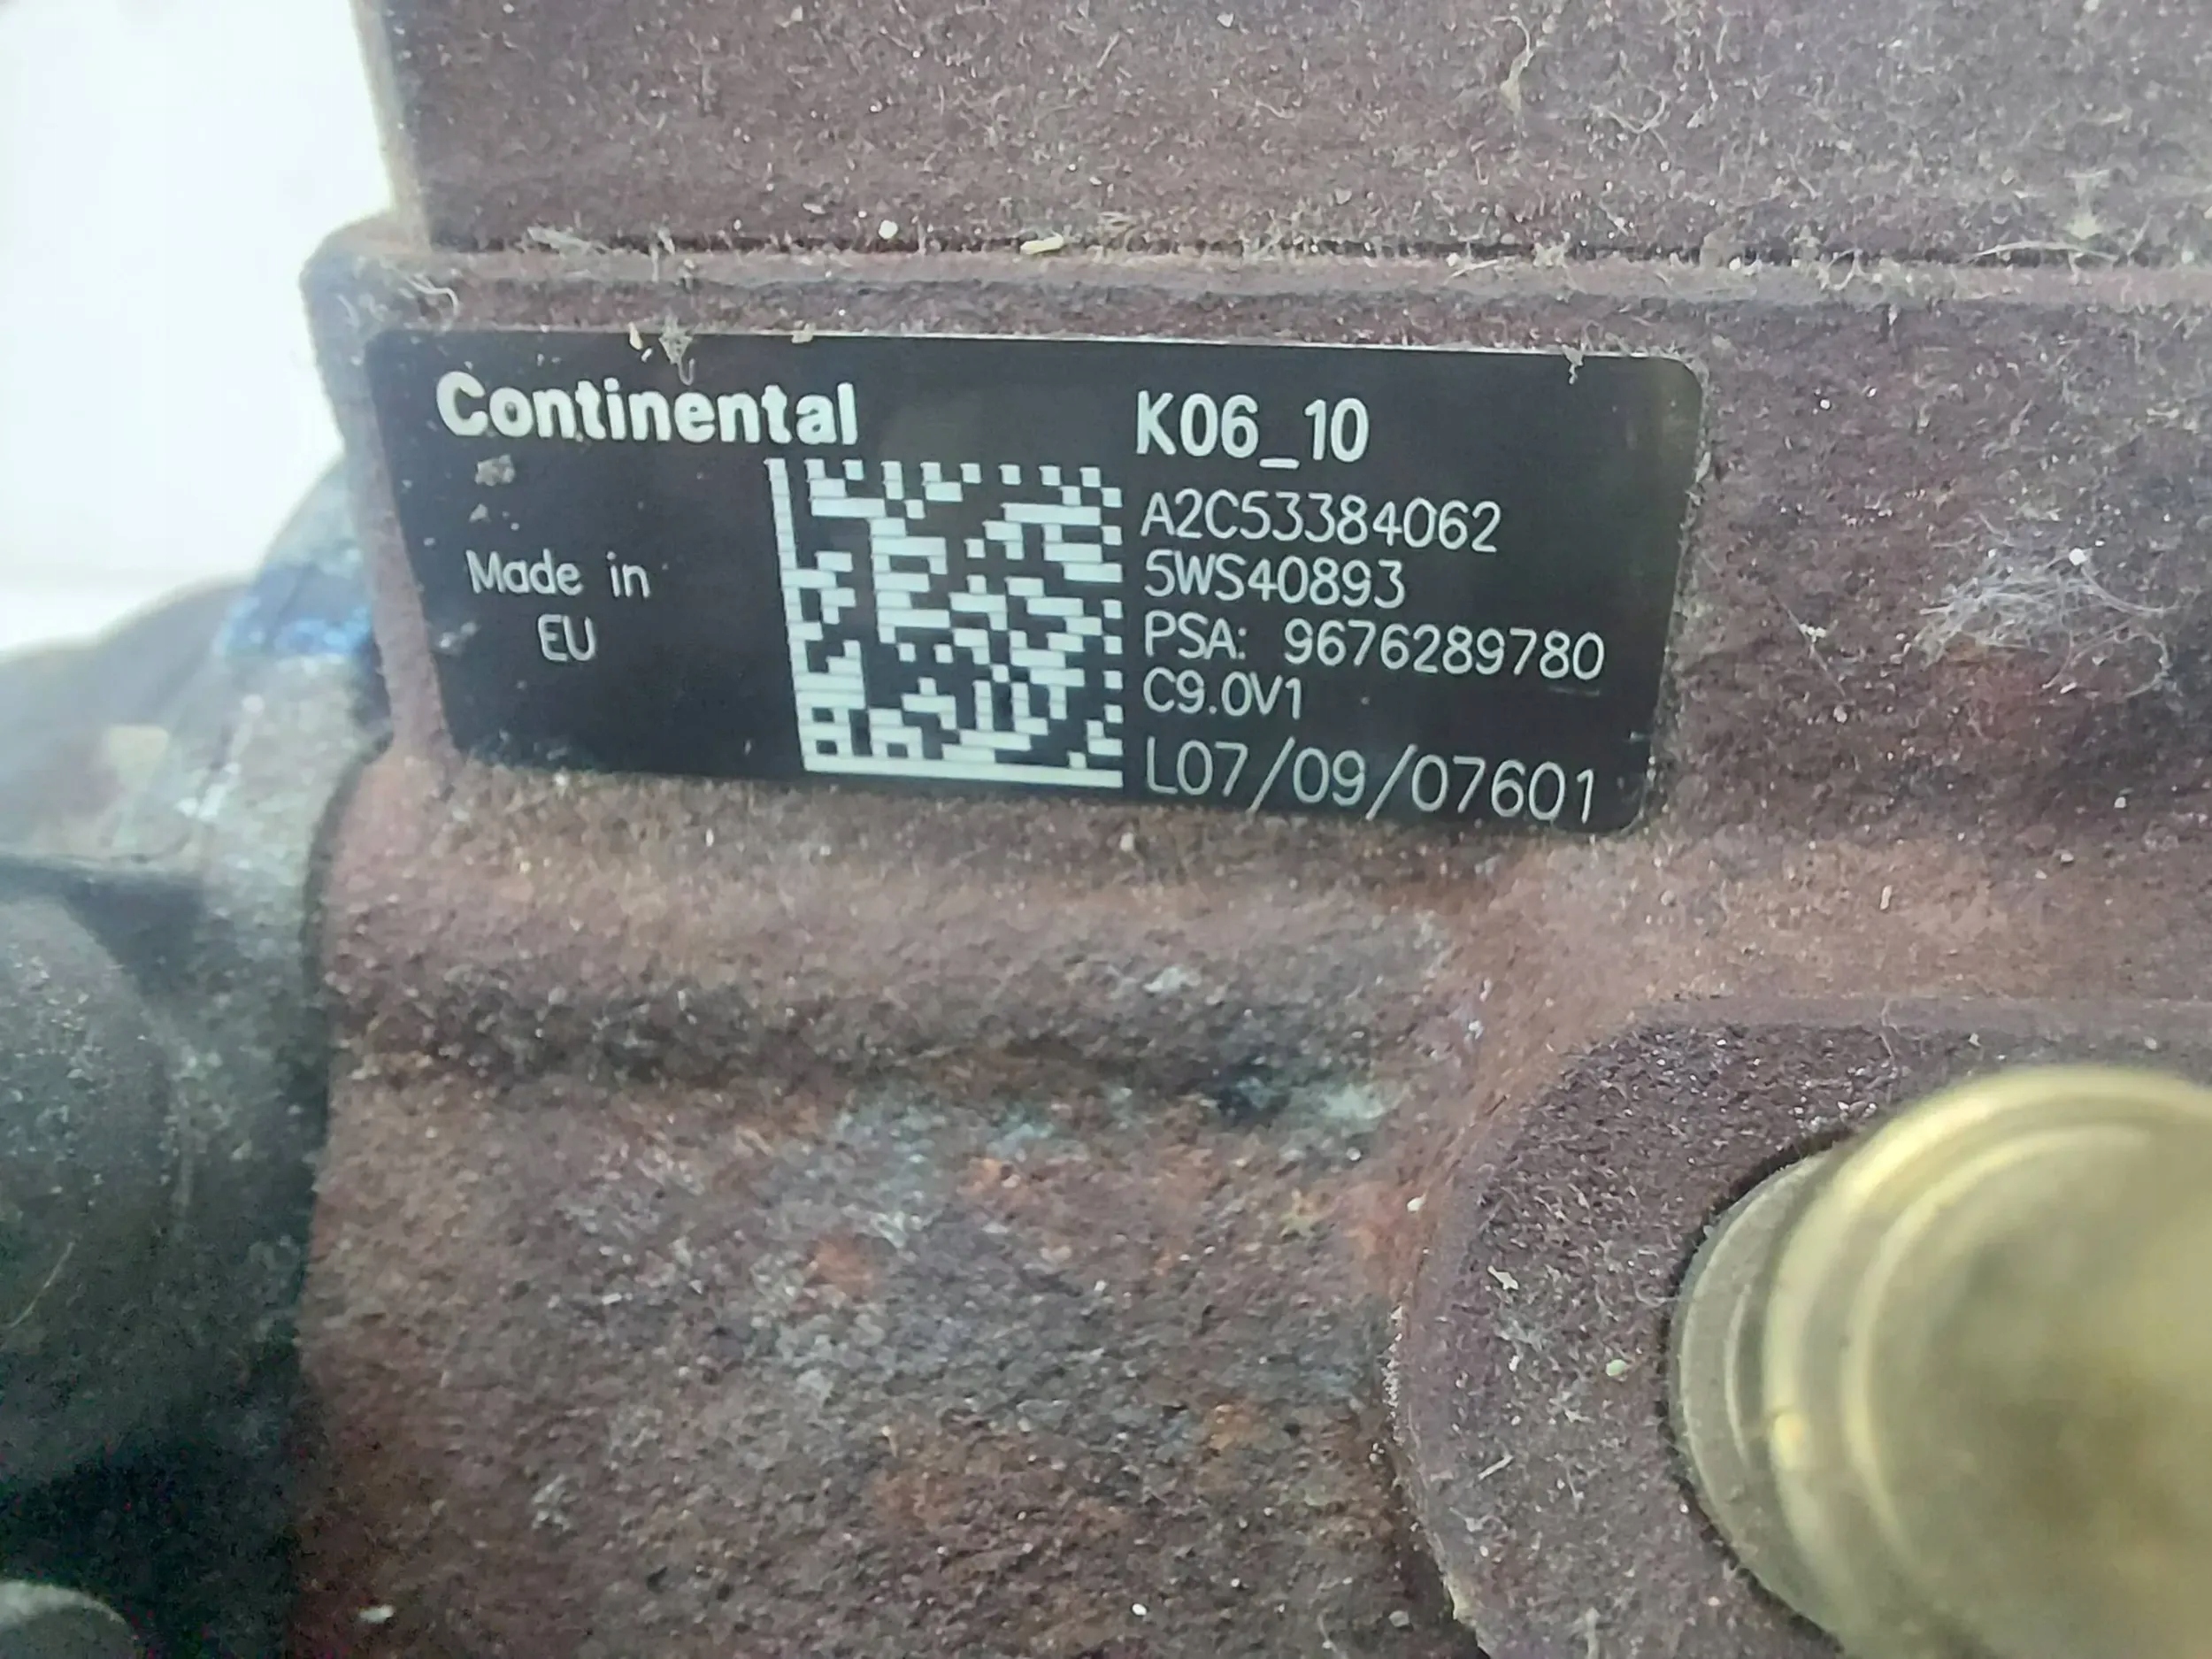 Continental
Made in
EU
K06_10
A2C53384062
5WS40893
PSA: 9676289780
C9.0V1
L07/09/07601